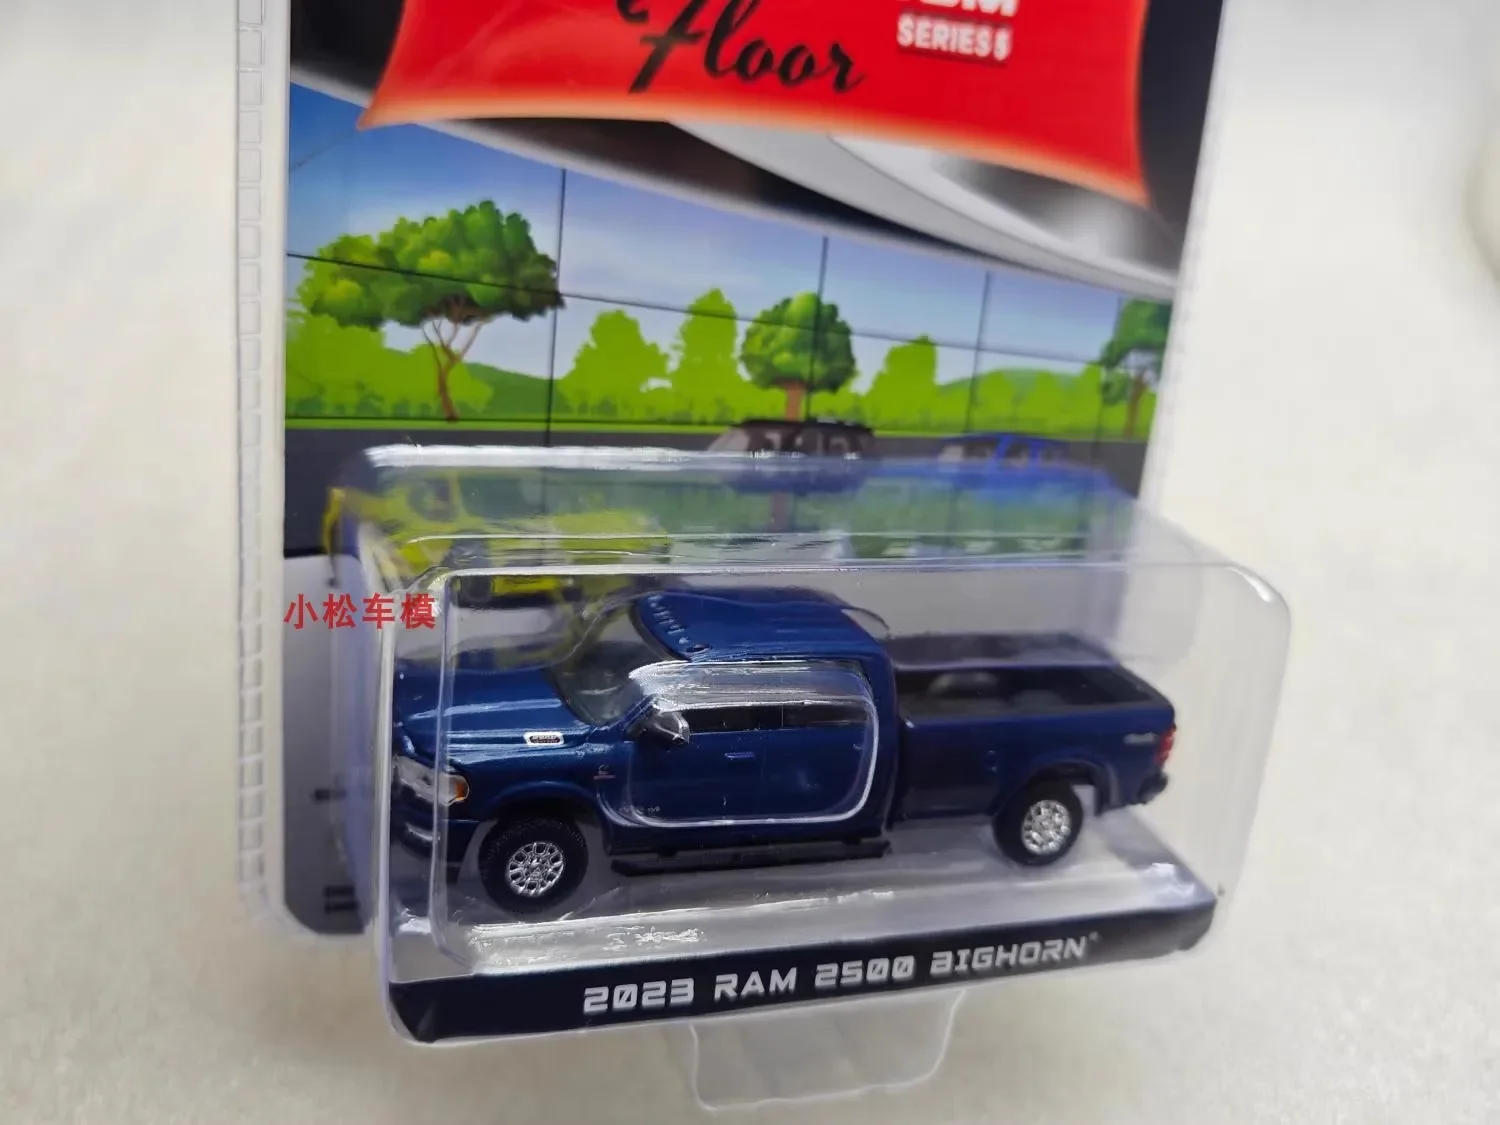 Floor
SERIES 5
小松车模
2023 RAM 2500 BIGHORN